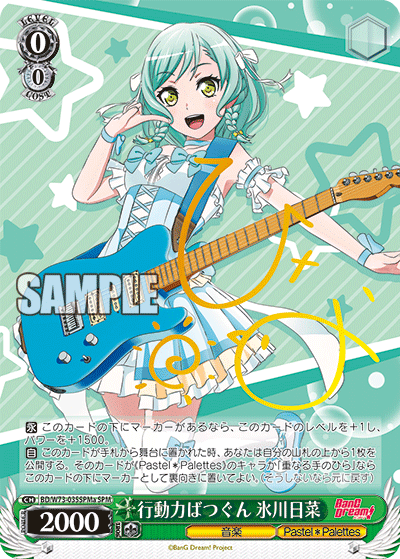 LEVEL
0
0
COST
ひな
SAMPLE
永 このカードの下にマーカーがあるなら、このカードのレベルを＋1し、
パワーを＋1500。
自 このカードが手札から舞台に置かれた時、あなたは自分の山札の上から1枚を
公開する。そのカードが《Pastel＊Palettes》のキャラか「重なる手のひら」なら
このカードの下にマーカーとして裏向きに置いてよい。（そうしないなら元に戻す）
CH BD/W73-035SPMa SPM
2000
行動力ばつぐん 氷川日菜
BanG Dream!
音楽
Pastel＊Palettes
©BanG Dream! Project